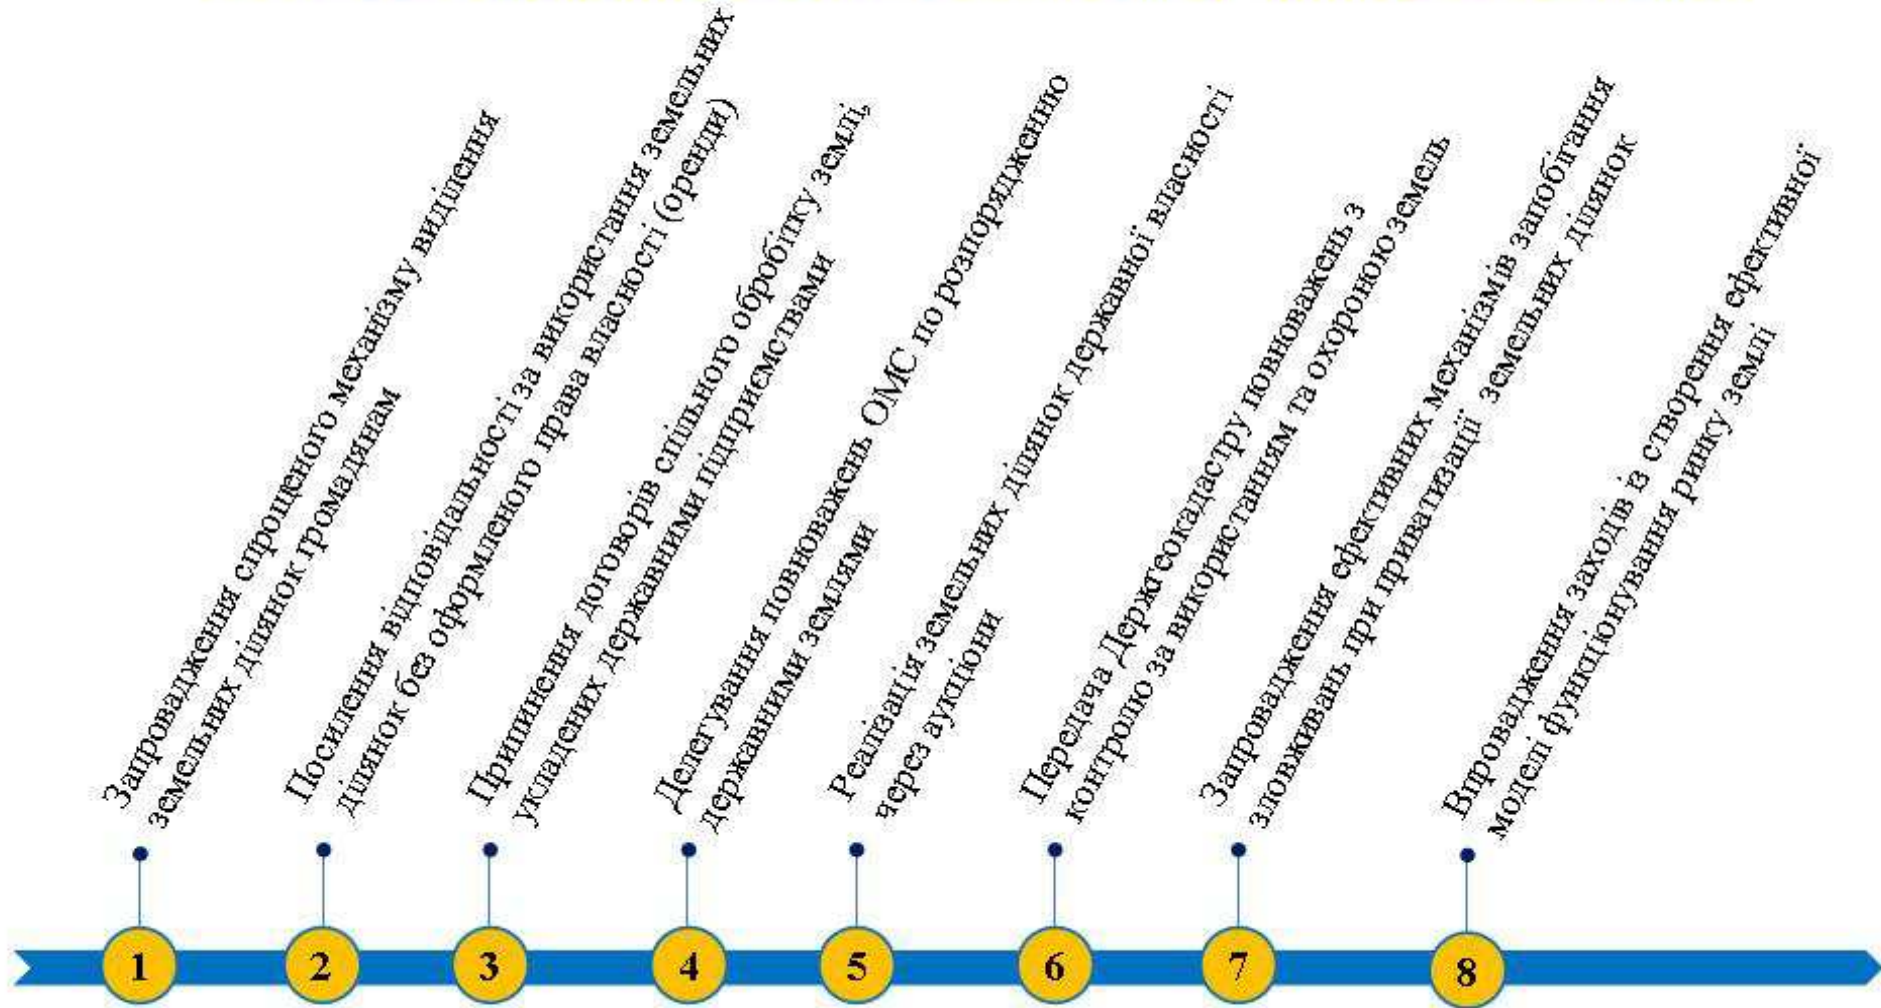 Запровадження спрощеного механізму виділення
земельних ділянок громадянам
Посилення відповідальності за використання земельних
ділянок без оформленого права власності (оренди)
Припинення договорів спільного обробітку землі,
укладених державними підприємствами
Делегування повноважень ОМС по розпорядженню
державними землями
Реалізація земельних ділянок державної власності
через аукціони
Передача Держгеокадастру повноважень з
контролю за використанням та охороною земель
Запровадження ефективних механізмів запобігання
зловживань при приватизації земельних ділянок
Впровадження заходів із створення ефективної
моделі функціонування ринку землі
1
2
3
4
5
6
7
8